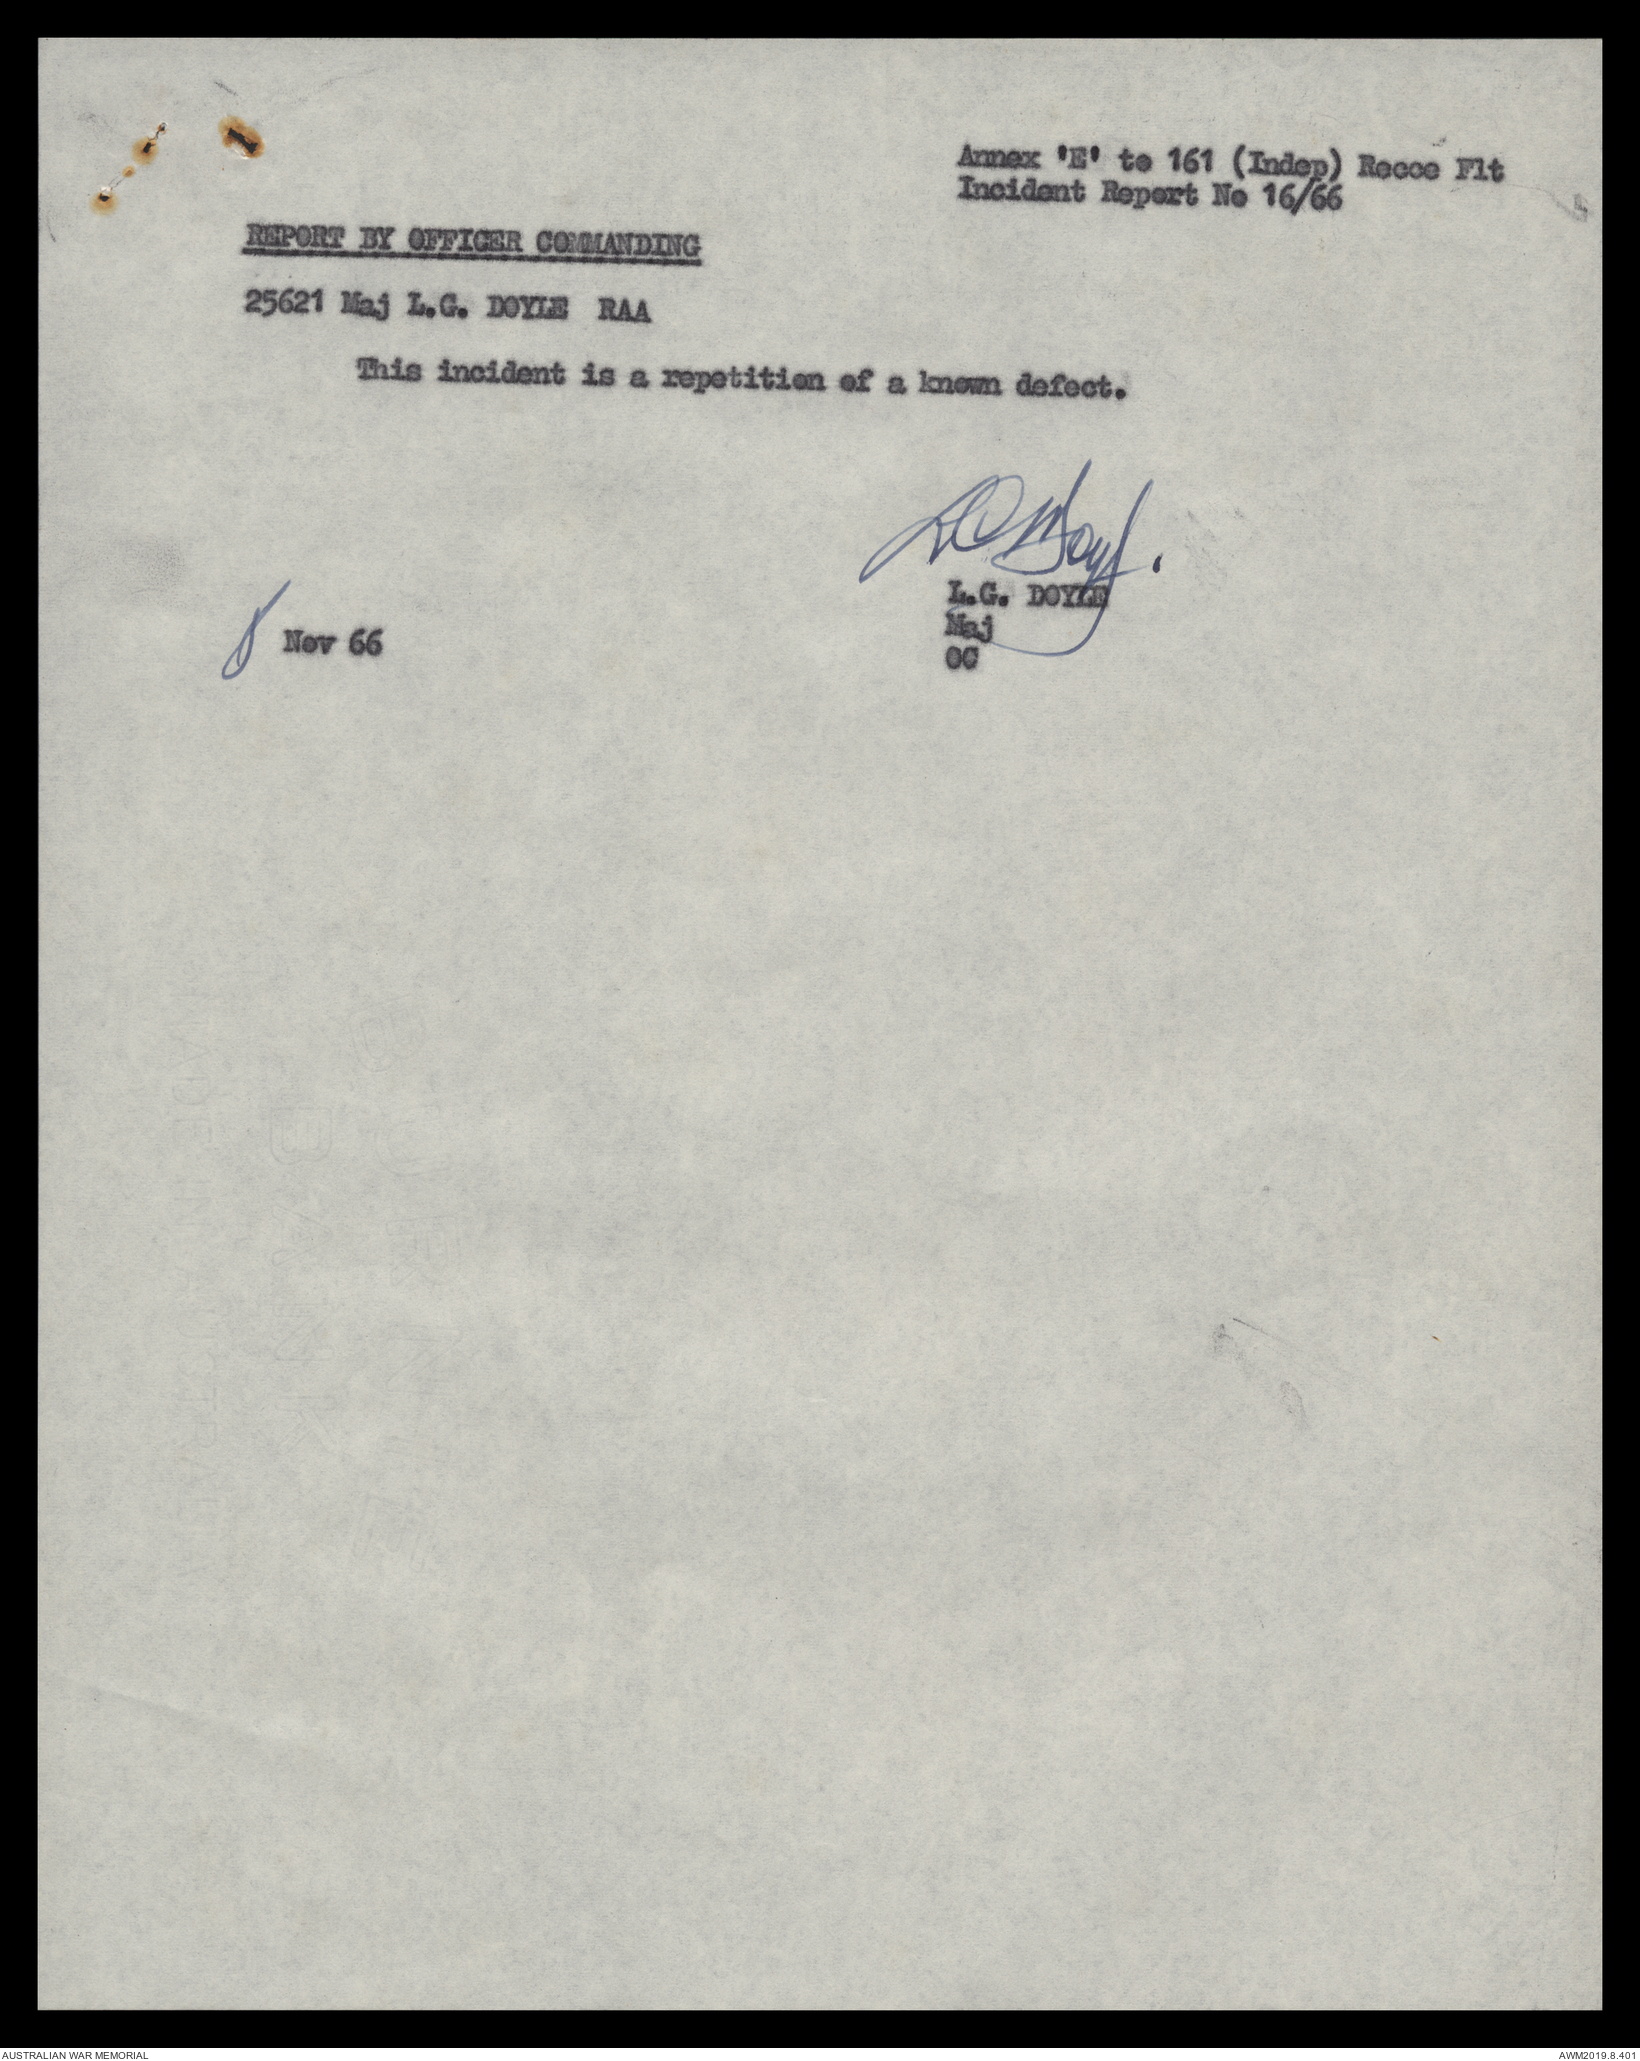 Annex 'E' to 161 (Indep) Recce Flt
Incident Report No 16/66
REPORT BY OFFICER COMMANDING
25621 Maj L.G. DOYLE RAA
This incident is a repetition of a known defect.
LG Doyle.
L.G. DOYLE
Maj
OC
8 Nov 66
AUSTRALIAN WAR MEMORIAL
AWM2019.8.401